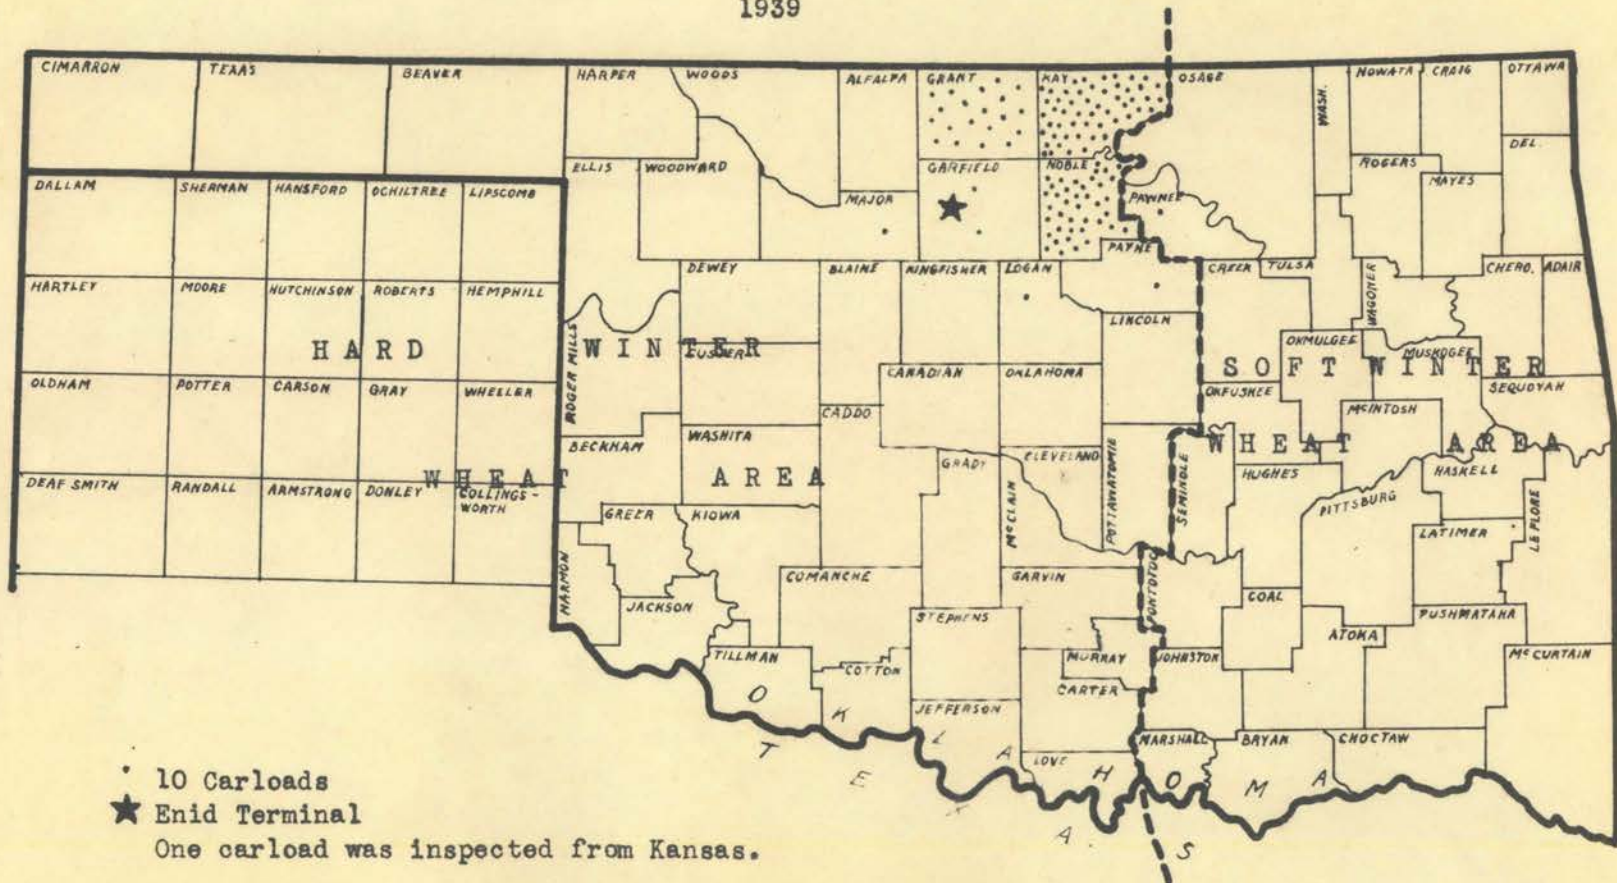 1939
CIMARRON TEXAS BEAVER HARPER WOODS ALFALFA GRANT KAY OSAGE WASH. NOWATA CRAIG OTTAWA
DEL.
ELLIS WOODWARD GARFIELD NOBLE ROGERS
MAYES
DALLAM SHERMAN HANSFORD OCHILTREE LIPSCOMB MAJOR PAWNEE
PAYNE
DEWEY BLAINE KINGFISHER LOGAN CREEK TULSA WAGONER CHERO. ADAIR
HARTLEY MOORE HUTCHINSON ROBERTS HEMPHILL
LINCOLN
ROGER MILLS OKMULGEE MUSKOGEE
HARD WINTER CUSTER SOFT WINTER
CANADIAN OKLAHOMA
OLDHAM POTTER CARSON GRAY WHEELER OKFUSKEE SEQUOYAH
CADDO McINTOSH
BECKHAM WASHITA WHEAT AREA
GRADY CLEVELAND POTTAWATOMIE SEMINOLE HUGHES HASKELL
WHEAT AREA
DEAF SMITH RANDALL ARMSTRONG DONLEY COLLINGS-
WORTH
PITTSBURG LE FLORE
GREER KIOWA McCLAIN
LATIMER
HARMON COMANCHE GARVIN PONTOTOC
COAL
JACKSON STEPHENS PUSHMATAHA
ATOKA
TILLMAN COTTON MURRAY JOHNSTON McCURTAIN
CARTER
JEFFERSON
MARSHALL BRYAN CHOCTAW
LOVE
OKLAHOMA
TEXAS
10 Carloads
Enid Terminal
One carload was inspected from Kansas.